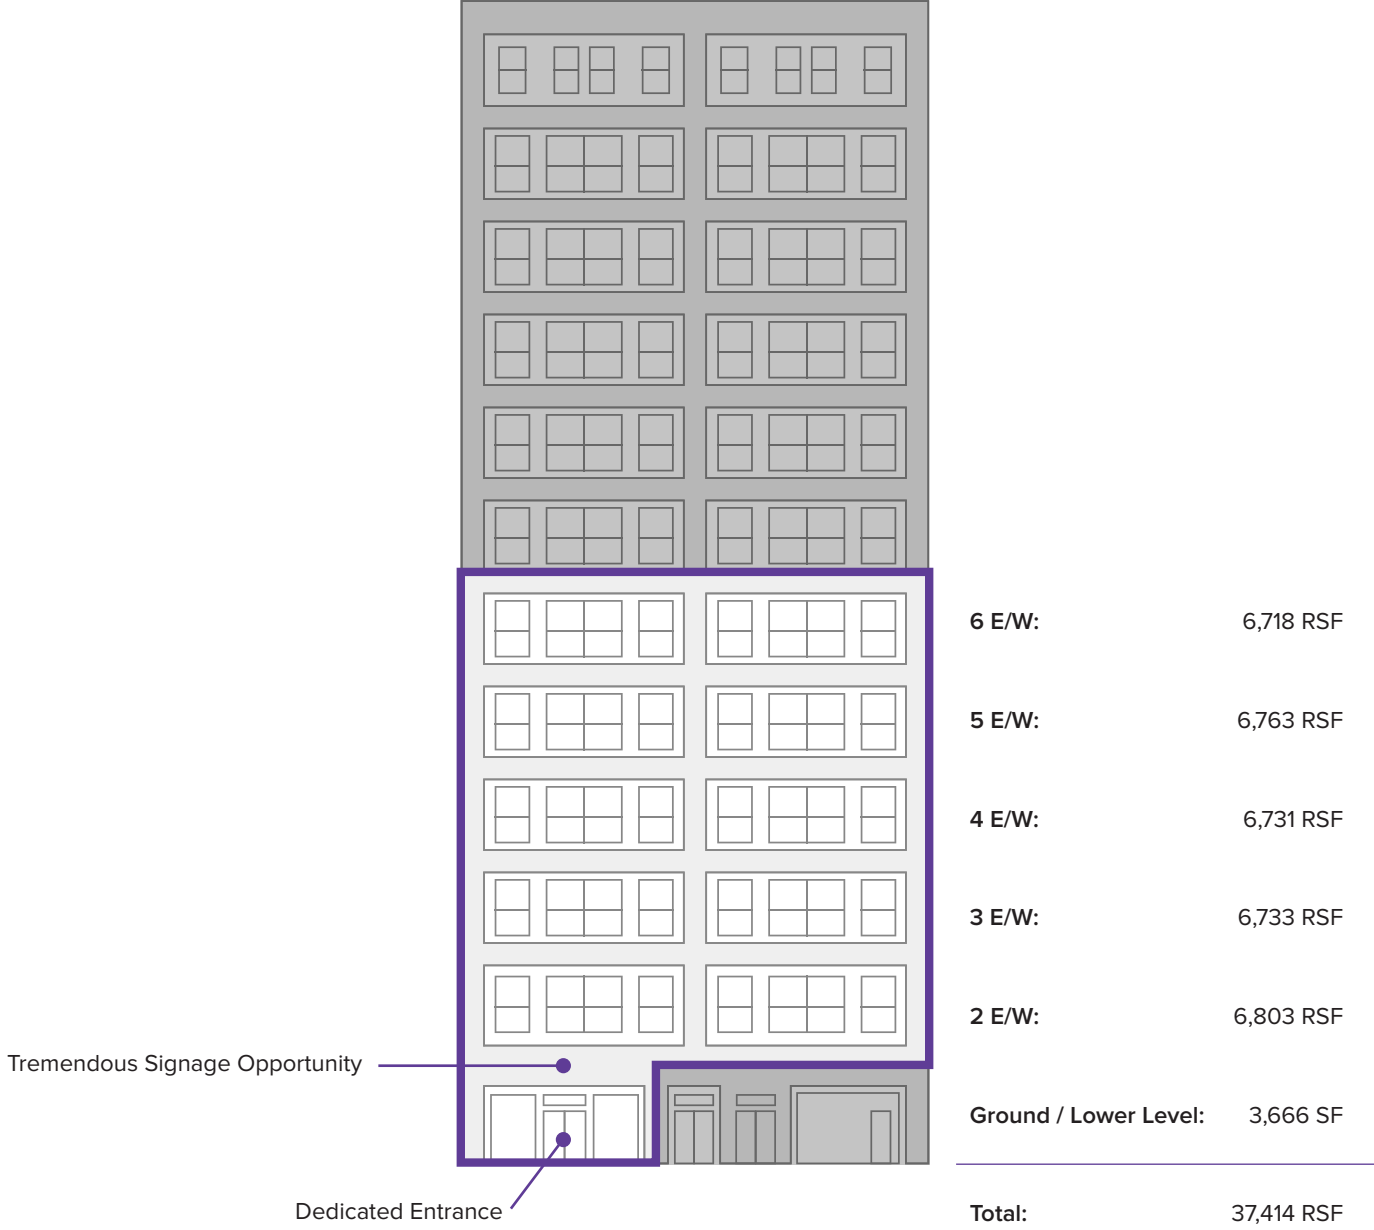 6 E/W: 6,718 RSF
5 E/W: 6,763 RSF
4 E/W: 6,731 RSF
3 E/W: 6,733 RSF
2 E/W: 6,803 RSF
Tremendous Signage Opportunity
Ground / Lower Level: 3,666 SF
Dedicated Entrance
Total: 37,414 RSF